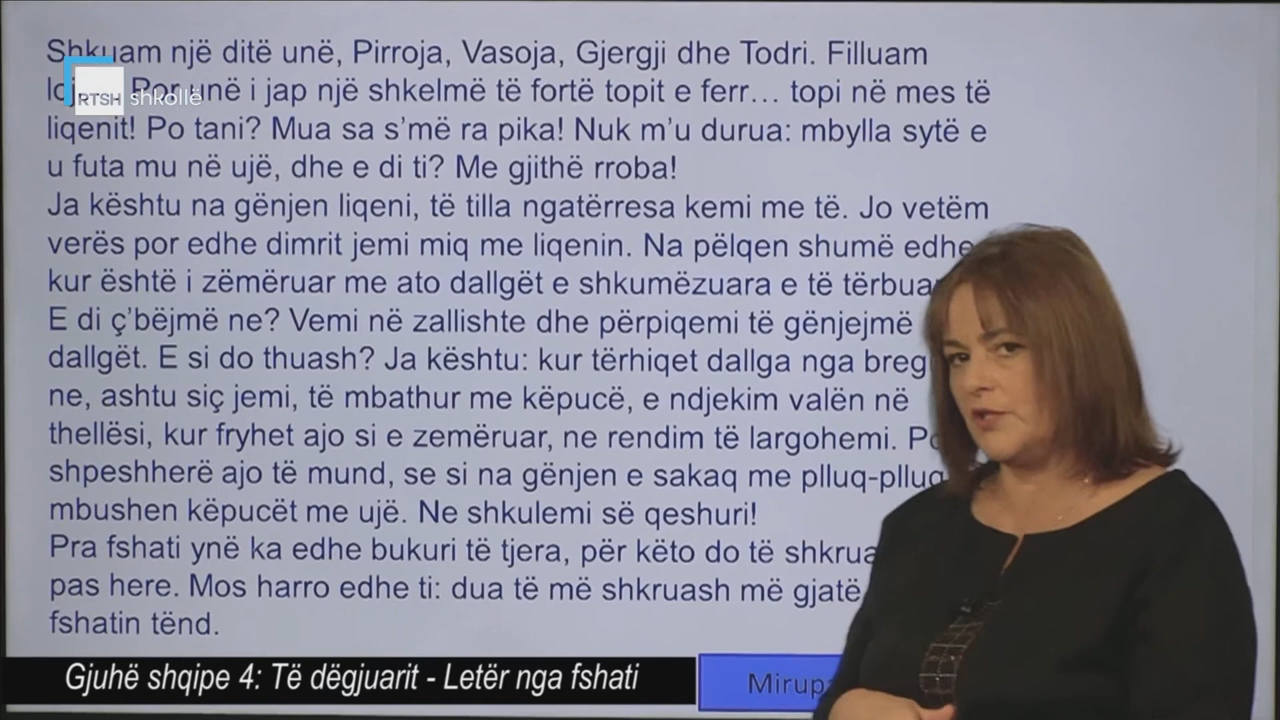 Shkuam një ditë unë, Pirroja, Vasoja, Gjergji dhe Todri. Filluam
Por unë i jap një shkelmë të fortë topit e ferr… topi në mes të
liqenit! Po tani? Mua sa s’më ra pika! Nuk m’u durua: mbylla sytë e
u futa mu në ujë, dhe e di ti? Me gjithë rroba!
Ja kështu na gënjen liqeni, të tilla ngatërresa kemi me të. Jo vetëm
verës por edhe dimrit jemi miq me liqenin. Na pëlqen shumë edhe
kur është i zëmëruar me ato dallgët e shkumëzuara e të
E di ç’bëjmë ne? Vemi në zallishte dhe përpiqemi të gënjejmë
dallgët. E si do thuash? Ja kështu: kur tërhiqet dallga nga
ne, ashtu siç jemi, të mbathur me këpucë, e ndjekim valën në
thellësi, kur fryhet ajo si e zemëruar, ne rendim të largohemi.
shpeshherë ajo të mund, se si na gënjen e sakaq me plluq-plluq
mbushen këpucët me ujë. Ne shkulemi së qeshuri!
Pra fshati ynë ka edhe bukuri të tjera, për këto do të
pas here. Mos harro edhe ti: dua të më shkruash më gjatë
fshatin tënd.
RTSH shkollë
Gjuhë shqipe 4: Të dëgjuarit - Letër nga fshati